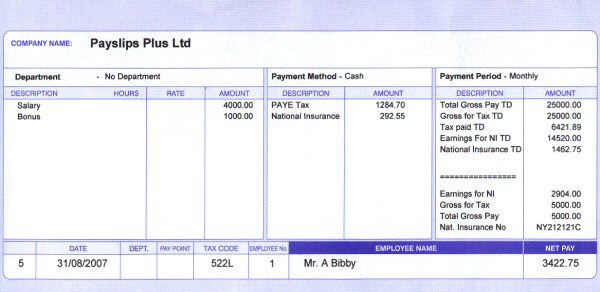 COMPANY NAME: Payslips Plus Ltd
Department - No Department Payment Method - Cash Payment Period - Monthly
DESCRIPTION HOURS RATE AMOUNT DESCRIPTION AMOUNT DESCRIPTION AMOUNT
Salary 4000.00 PAYE Tax 1284.70 Total Gross Pay TD 25000.00
Bonus 1000.00 National Insurance 292.55 Gross for Tax TD 25000.00
Tax paid TD 6421.89
Earnings For NI TD 14520.00
National Insurance TD 1462.75
================
Earnings for NI 2904.00
Gross for Tax 5000.00
Total Gross Pay 5000.00
Nat. Insurance No NY212121C
DATE DEPT. PAY POINT TAX CODE EMPLOYEE No EMPLOYEE NAME NET PAY
5 31/08/2007 522L 1 Mr. A Bibby 3422.75